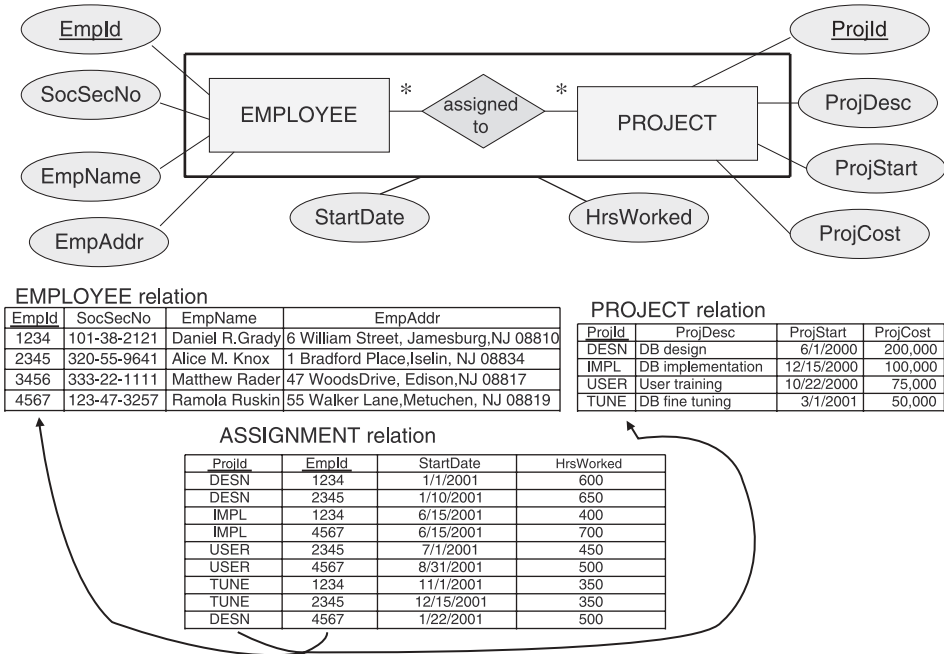 EmpId
ProjId
SocSecNo
ProjDesc
EMPLOYEE
*
assigned
to
*
PROJECT
EmpName
ProjStart
EmpAddr
StartDate
HrsWorked
ProjCost
EMPLOYEE relation
EmpId SocSecNo EmpName EmpAddr
1234 101-38-2121 Daniel R.Grady 6 William Street, Jamesburg,NJ 08810
2345 320-55-9641 Alice M. Knox 1 Bradford Place,Iselin, NJ 08834
3456 333-22-1111 Matthew Rader 47 WoodsDrive, Edison,NJ 08817
4567 123-47-3257 Ramola Ruskin 55 Walker Lane,Metuchen, NJ 08819
PROJECT relation
ProjId ProjDesc ProjStart ProjCost
DESN DB design 6/1/2000 200,000
IMPL DB implementation 12/15/2000 100,000
USER User training 10/22/2000 75,000
TUNE DB fine tuning 3/1/2001 50,000
ASSIGNMENT relation
ProjId EmpId StartDate HrsWorked
DESN 1234 1/1/2001 600
DESN 2345 1/10/2001 650
IMPL 1234 6/15/2001 400
IMPL 4567 6/15/2001 700
USER 2345 7/1/2001 450
USER 4567 8/31/2001 500
TUNE 1234 11/1/2001 350
TUNE 2345 12/15/2001 350
DESN 4567 1/22/2001 500